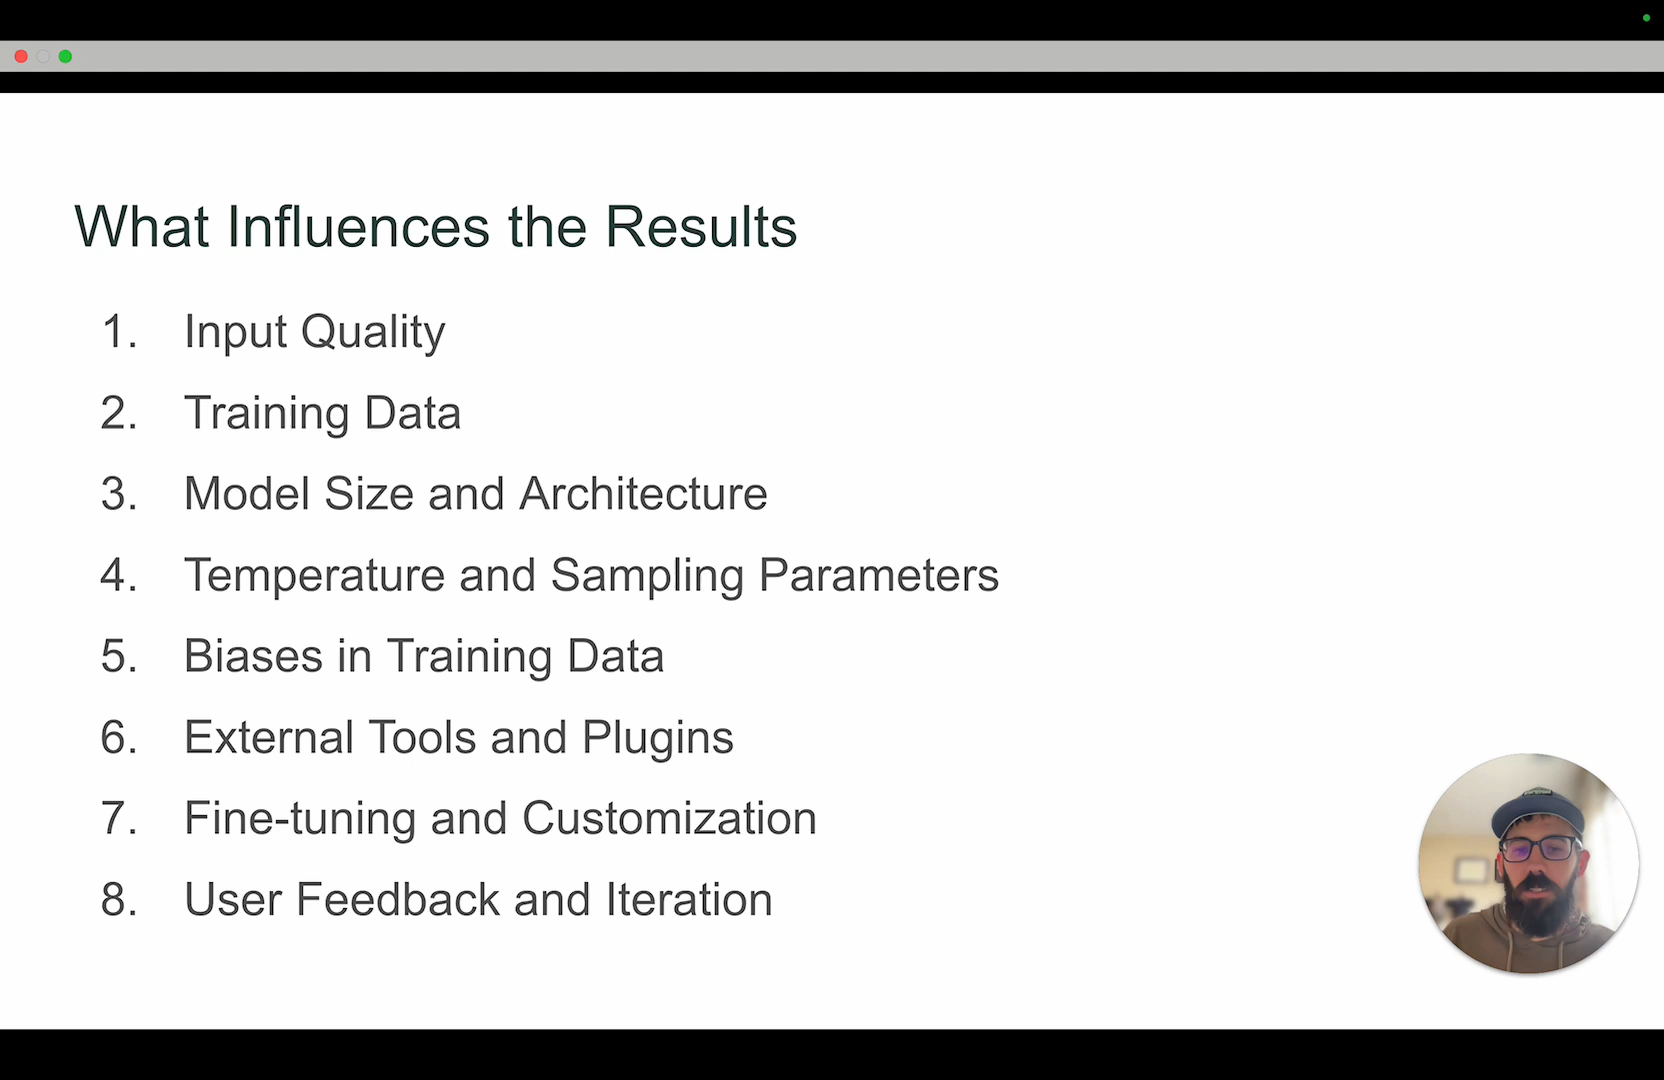 What Influences the Results
1. Input Quality
2. Training Data
3. Model Size and Architecture
4. Temperature and Sampling Parameters
5. Biases in Training Data
6. External Tools and Plugins
7. Fine-tuning and Customization
8. User Feedback and Iteration